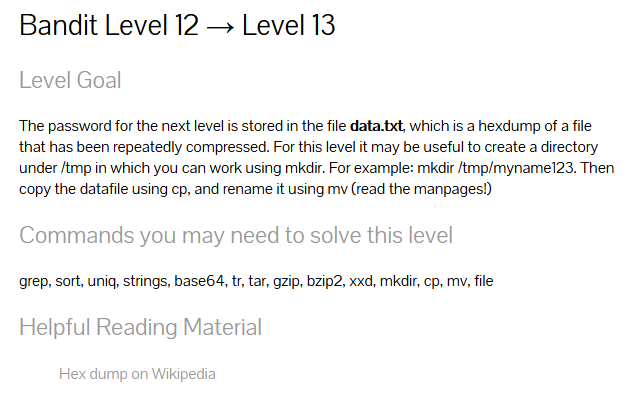 Bandit Level 12 → Level 13
Level Goal
The password for the next level is stored in the file data.txt, which is a hexdump of a file
that has been repeatedly compressed. For this level it may be useful to create a directory
under /tmp in which you can work using mkdir. For example: mkdir /tmp/myname123. Then
copy the datafile using cp, and rename it using mv (read the manpages!)
Commands you may need to solve this level
grep, sort, uniq, strings, base64, tr, tar, gzip, bzip2, xxd, mkdir, cp, mv, file
Helpful Reading Material
Hex dump on Wikipedia